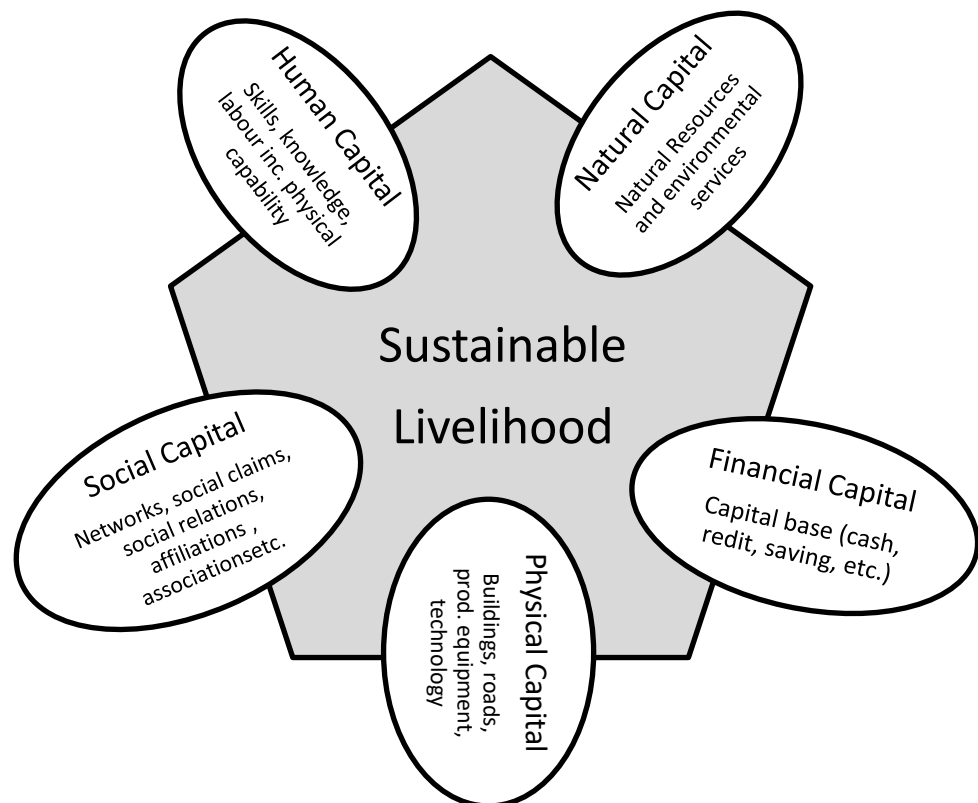 Human Capital
Skills, knowledge,
labour inc. physical
capability
Natural Capital
Natural Resources
and environmental
services
Sustainable
Livelihood
Social Capital
Networks, social claims,
social relations,
affiliations ,
associationsetc.
Financial Capital
Capital base (cash,
redit, saving, etc.)
Physical Capital
Buildings, roads,
prod. equipment,
technology